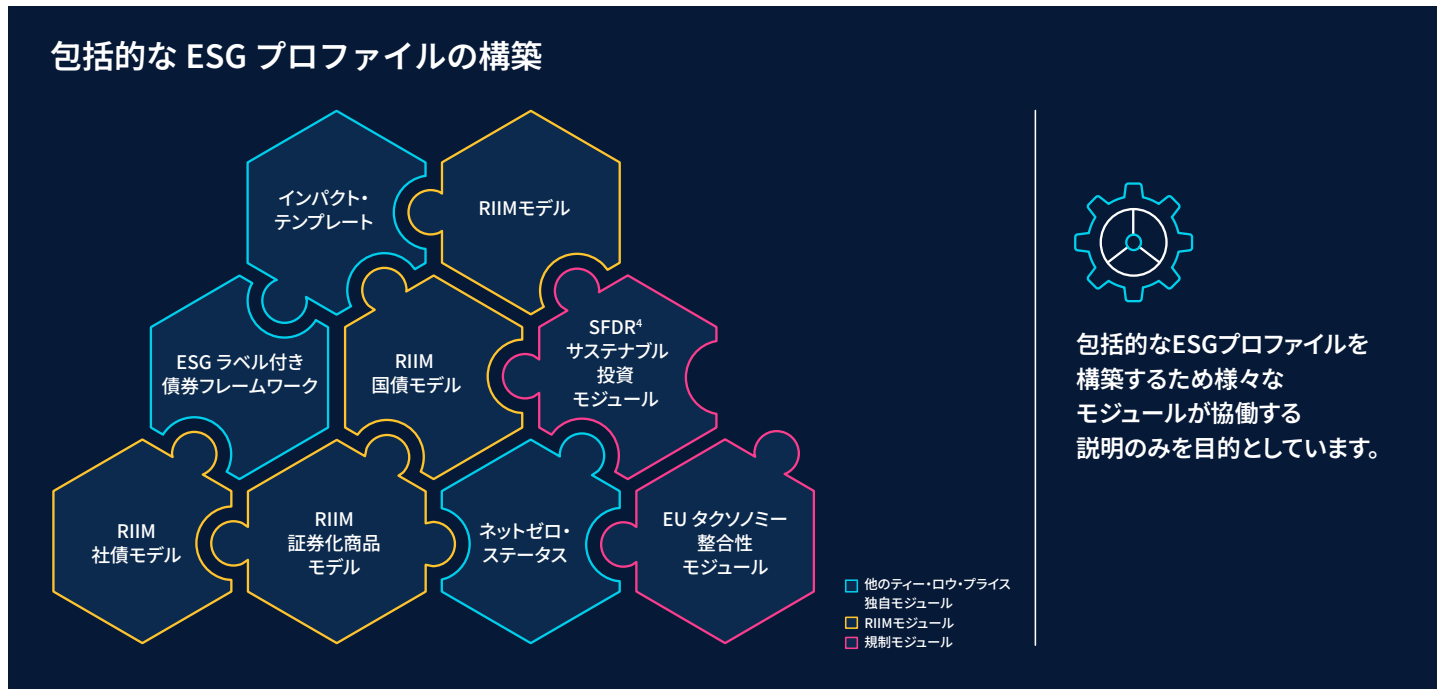 包括的な ESG プロファイルの構築
インパクト・
テンプレート
RIIMモデル
ESG ラベル付き
債券フレームワーク
RIIM
国債モデル
SFDR⁴
サステナブル
投資
モジュール
RIIM
社債モデル
RIIM
証券化商品
モデル
ネットゼロ・
ステータス
EU タクソノミー
整合性
モジュール
他のティー・ロウ・プライス
独自モジュール
RIIMモジュール
規制モジュール
包括的なESGプロファイルを
構築するため様々な
モジュールが協働する
説明のみを目的としています。